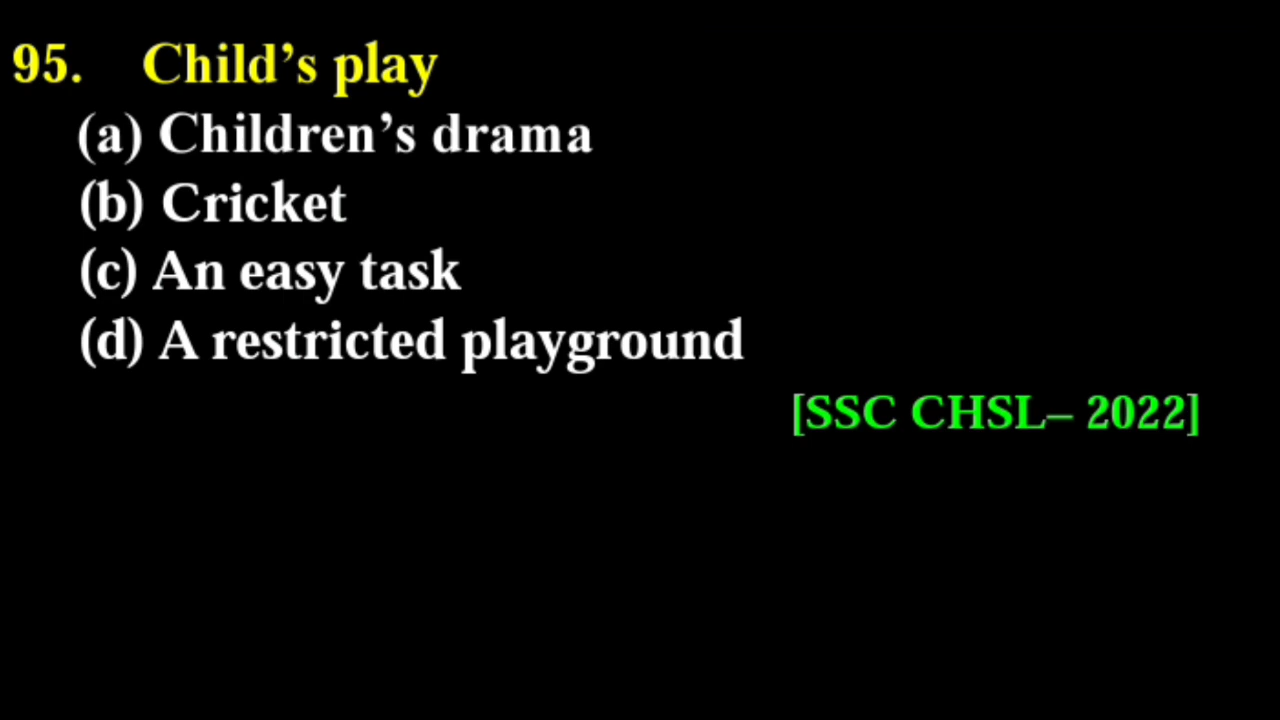 95. Child’s play
(a) Children’s drama
(b) Cricket
(c) An easy task
(d) A restricted playground
[SSC CHSL– 2022]